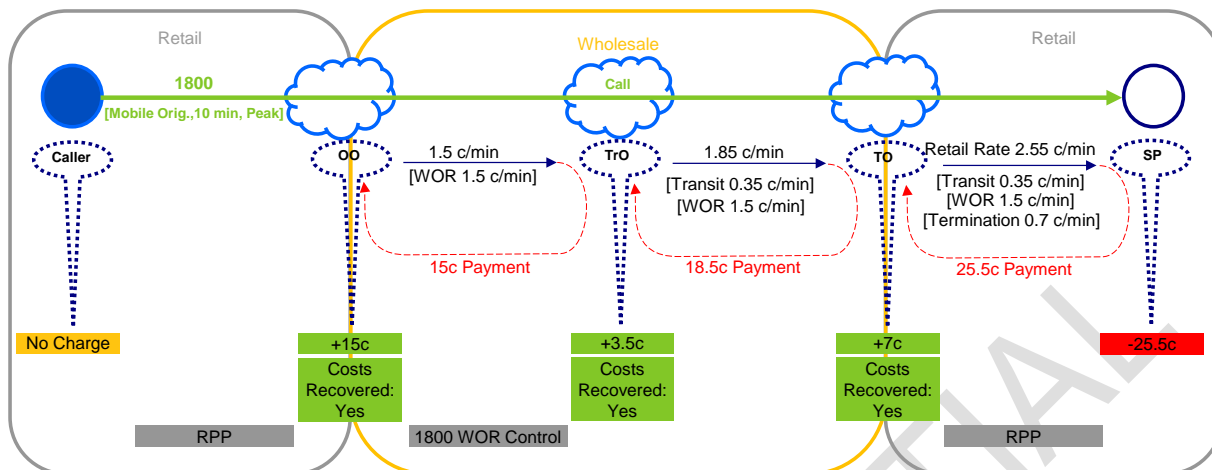 Retail
Wholesale
Retail
1800
[Mobile Orig.,10 min, Peak]
Call
Caller
OO
1.5 c/min
[WOR 1.5 c/min]
TrO
1.85 c/min
[Transit 0.35 c/min]
[WOR 1.5 c/min]
TO
Retail Rate 2.55 c/min
[Transit 0.35 c/min]
[WOR 1.5 c/min]
[Termination 0.7 c/min]
SP
15c Payment
18.5c Payment
25.5c Payment
No Charge
+15c
+3.5c
+7c
-25.5c
Costs
Recovered:
Yes
Costs
Recovered:
Yes
Costs
Recovered:
Yes
RPP
1800 WOR Control
RPP